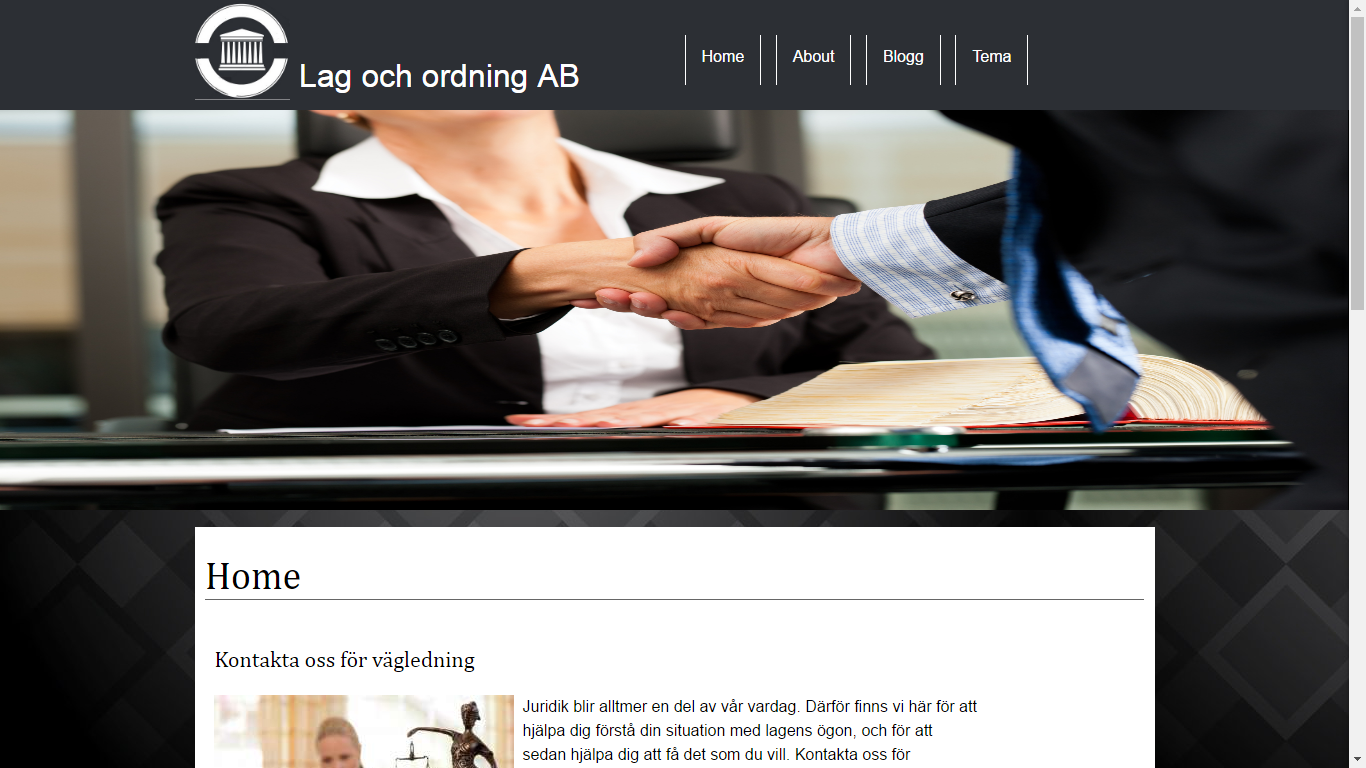 Lag och ordning AB
Home
About
Blogg
Tema
Home
Kontakta oss för vägledning
Juridik blir alltmer en del av vår vardag. Därför finns vi här för att
hjälpa dig förstå din situation med lagens ögon, och för att
sedan hjälpa dig att få det som du vill. Kontakta oss för